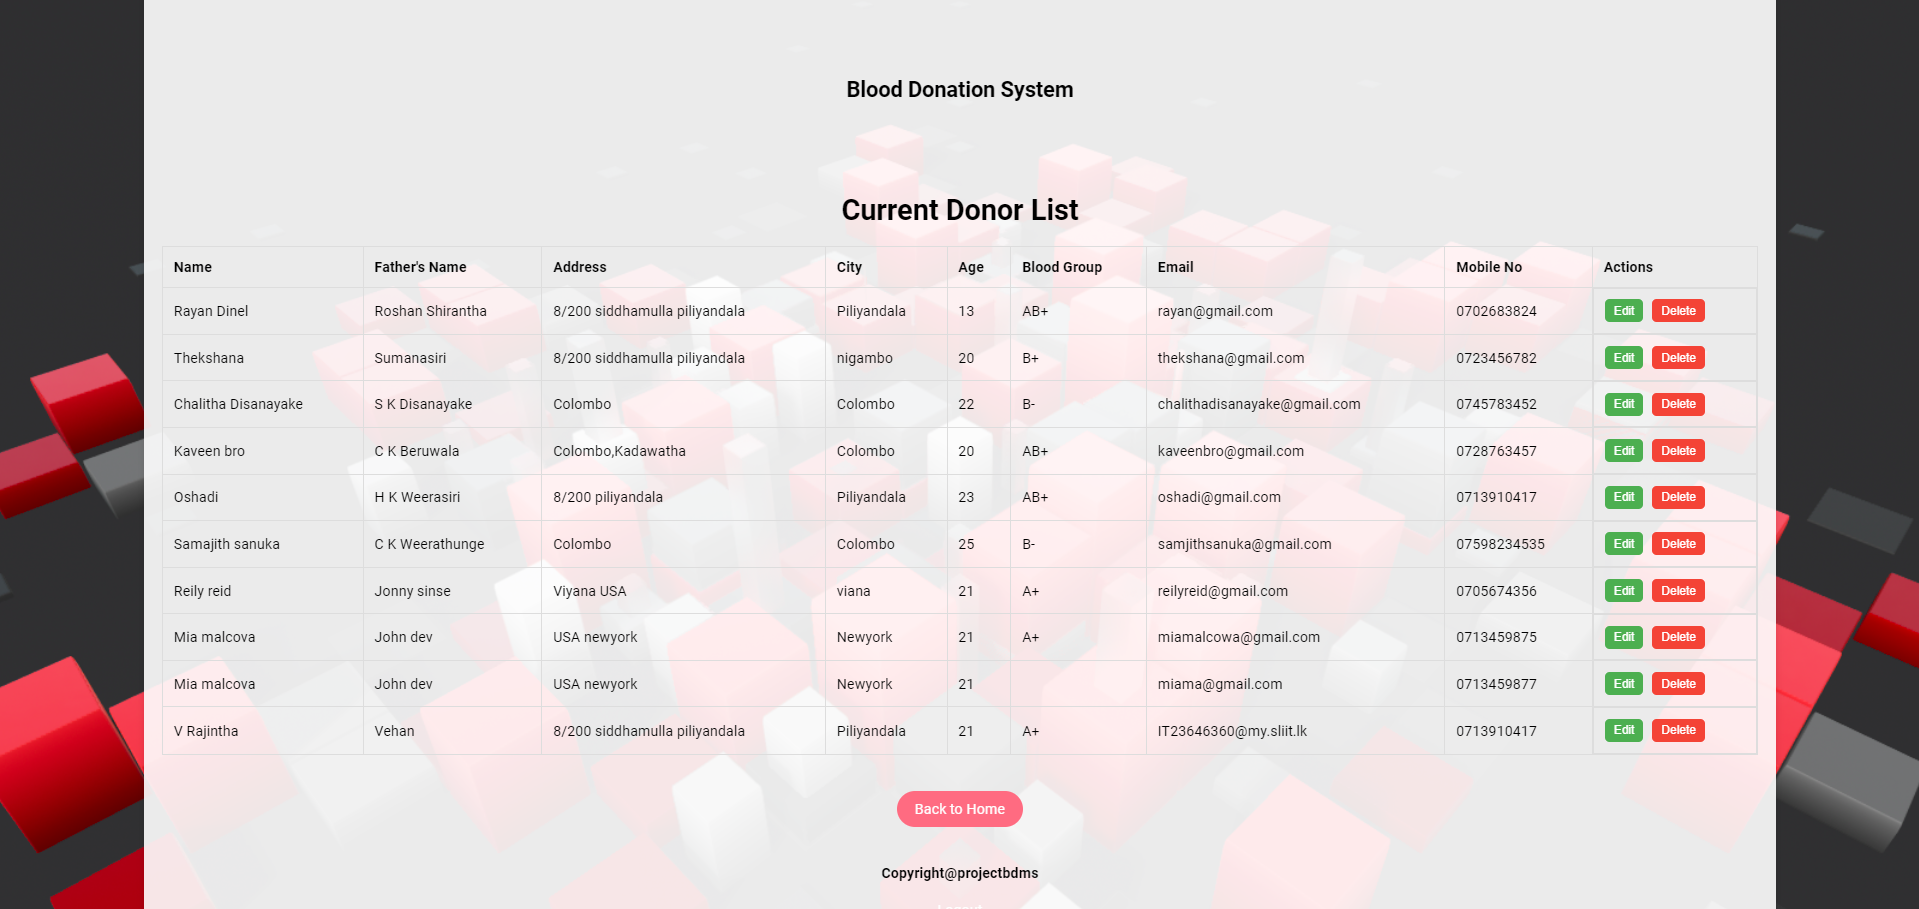 Blood Donation System
Current Donor List
Name Father's Name Address City Age Blood Group Email Mobile No Actions
Rayan Dinel Roshan Shirantha 8/200 siddhamulla piliyandala Piliyandala 13 AB+ rayan@gmail.com 0702683824 Edit Delete
Thekshana Sumanasiri 8/200 siddhamulla piliyandala nigambo 20 B+ thekshana@gmail.com 0723456782 Edit Delete
Chalitha Disanayake S K Disanayake Colombo Colombo 22 B- chalithadisanayake@gmail.com 0745783452 Edit Delete
Kaveen bro C K Beruwala Colombo,Kadawatha Colombo 20 AB+ kaveenbro@gmail.com 0728763457 Edit Delete
Oshadi H K Weerasiri 8/200 piliyandala Piliyandala 23 AB+ oshadi@gmail.com 0713910417 Edit Delete
Samajith sanuka C K Weerathunge Colombo Colombo 25 B- samjithsanuka@gmail.com 07598234535 Edit Delete
Reily reid Jonny sinse Viyana USA viana 21 A+ reilyreid@gmail.com 0705674356 Edit Delete
Mia malcova John dev USA newyork Newyork 21 A+ miamalcowa@gmail.com 0713459875 Edit Delete
Mia malcova John dev USA newyork Newyork 21 miama@gmail.com 0713459877 Edit Delete
V Rajintha Vehan 8/200 siddhamulla piliyandala Piliyandala 21 A+ IT23646360@my.sliit.lk 0713910417 Edit Delete
Back to Home
Copyright@projectbdms